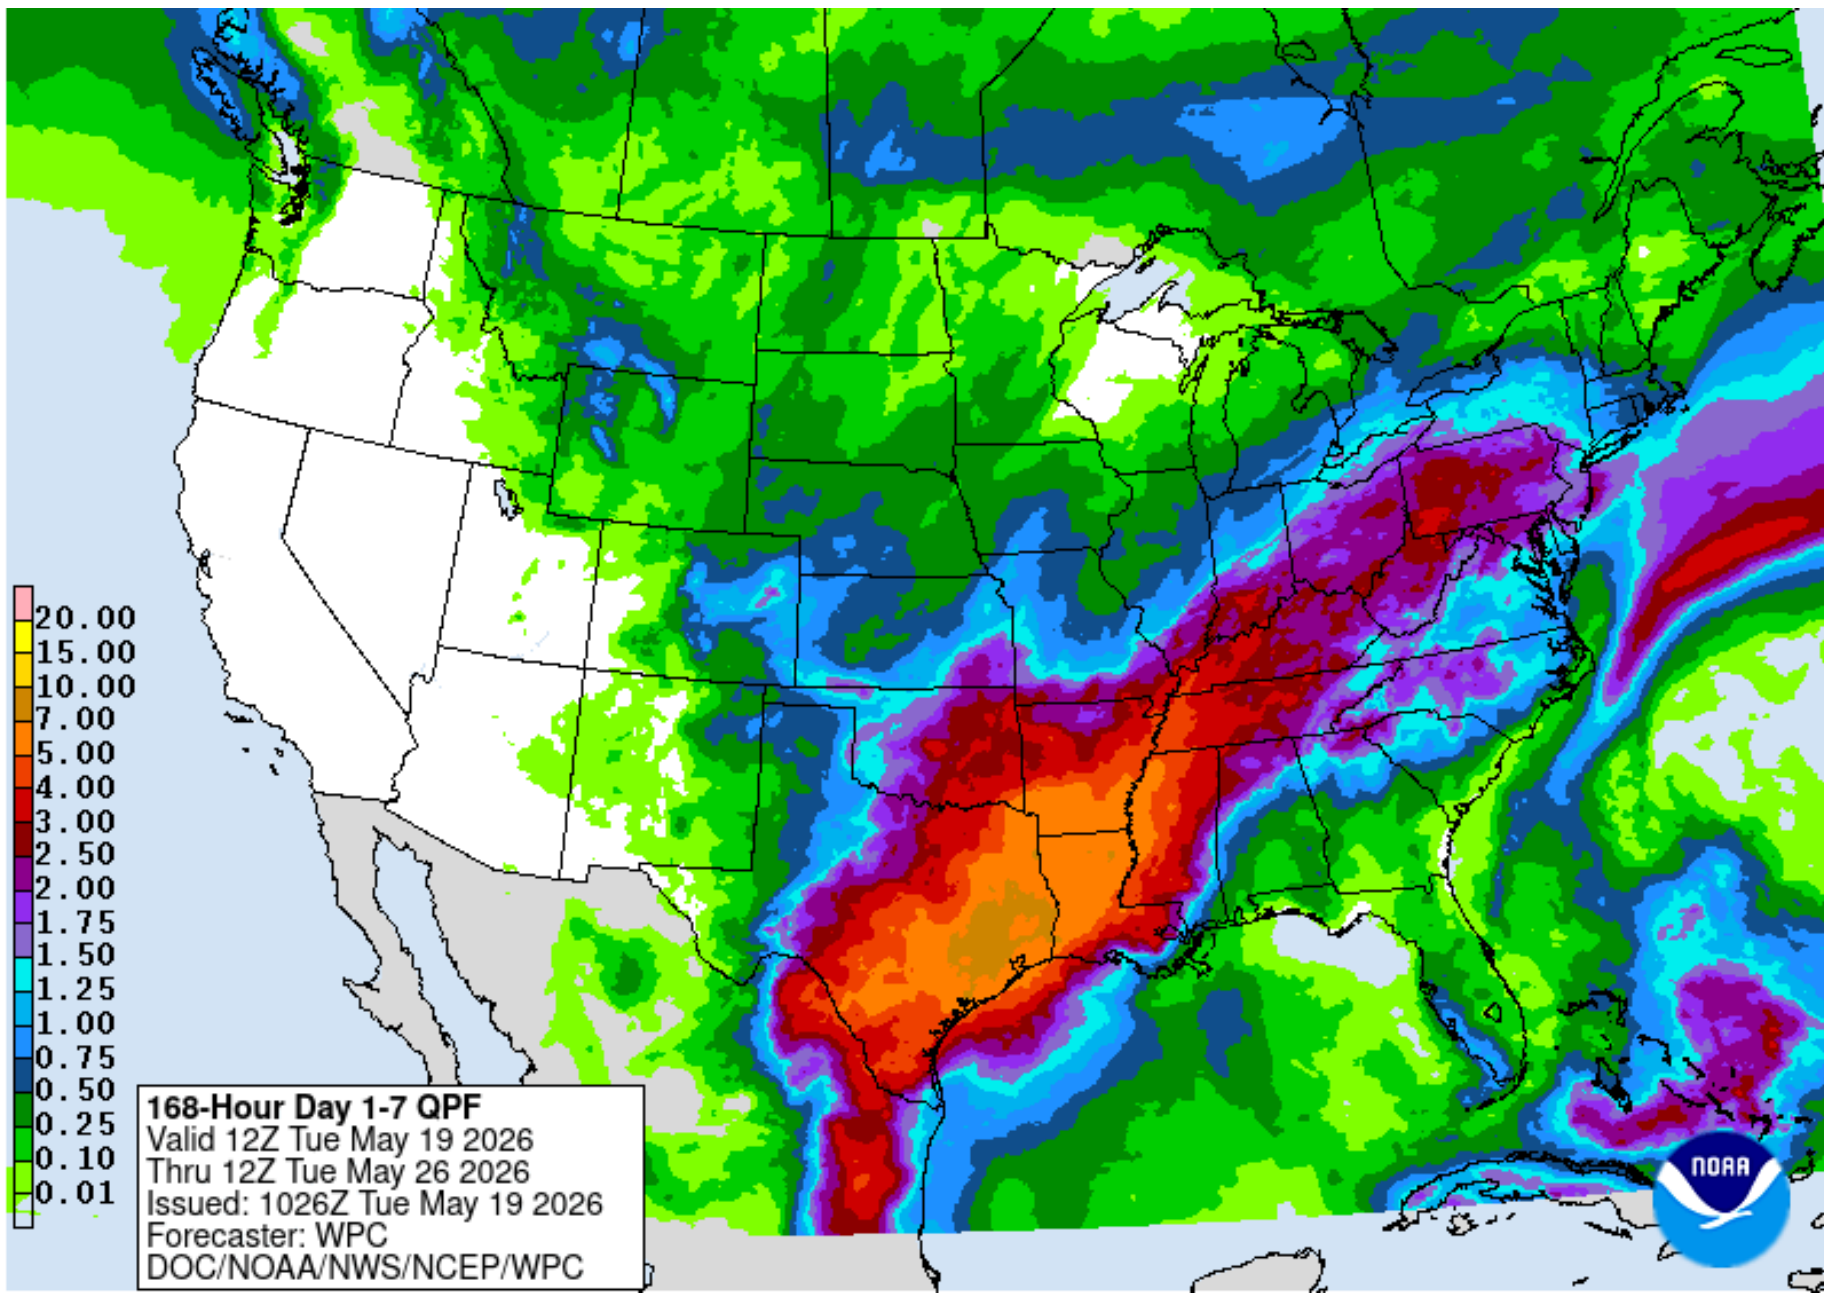 20.00
15.00
10.00
7.00
5.00
4.00
3.00
2.50
2.00
1.75
1.50
1.25
1.00
0.75
0.50
0.25
0.10
0.01
168-Hour Day 1-7 QPF
Valid 12Z Tue May 19 2026
Thru 12Z Tue May 26 2026
Issued: 1026Z Tue May 19 2026
Forecaster: WPC
DOC/NOAA/NWS/NCEP/WPC
NOAA